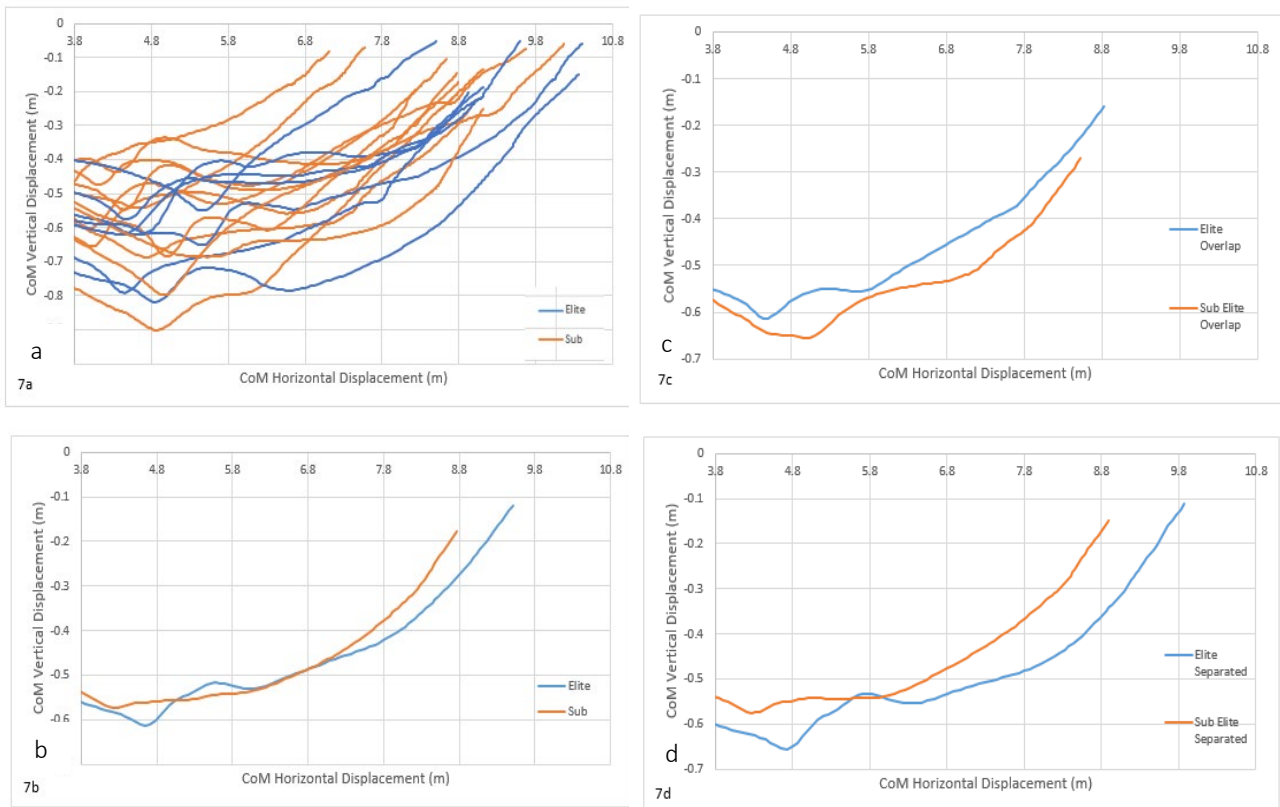 0
3.8 4.8 5.8 6.8 7.8 8.8 9.8 10.8
-0.1
-0.2
-0.3
-0.4
-0.5
-0.6
-0.7
-0.8
CoM Vertical Displacement (m)
Elite
Sub
a
CoM Horizontal Displacement (m)
7a
0
3.8 4.8 5.8 6.8 7.8 8.8 9.8 10.8
-0.1
-0.2
-0.3
-0.4
-0.5
-0.6
-0.7
CoM Vertical Displacement (m)
Elite
Overlap
Sub Elite
Overlap
c
CoM Horizontal Displacement (m)
7c
0
3.8 4.8 5.8 6.8 7.8 8.8 9.8 10.8
-0.1
-0.2
-0.3
-0.4
-0.5
-0.6
CoM Vertical Displacement (m)
Elite
Sub
b
CoM Horizontal Displacement (m)
7b
0
3.8 4.8 5.8 6.8 7.8 8.8 9.8 10.8
-0.1
-0.2
-0.3
-0.4
-0.5
-0.6
-0.7
CoM Vertical Displacement (m)
Elite
Separated
Sub Elite
Separated
d
CoM Horizontal Displacement (m)
7d